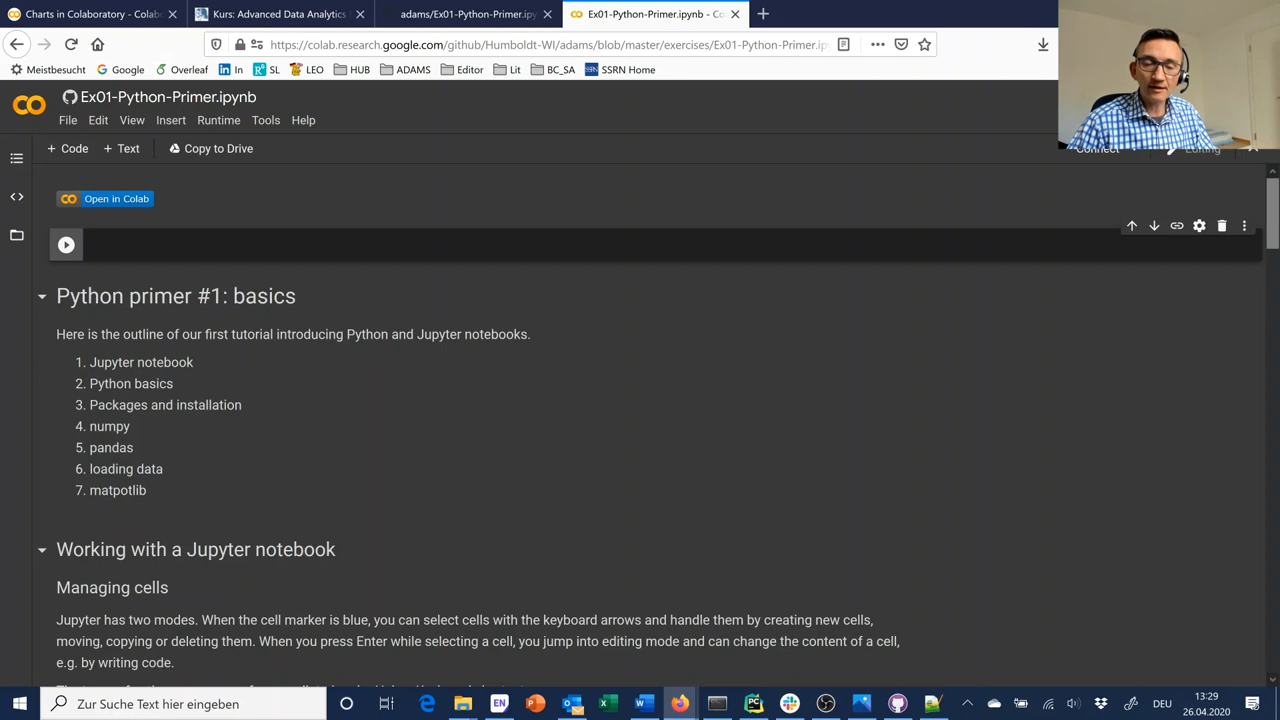 Charts in Colaboratory - Colab
Kurs: Advanced Data Analytics
adams/Ex01-Python-Primer.ipynb
Ex01-Python-Primer.ipynb - Co
https://colab.research.google.com/github/Humboldt-WI/adams/blob/master/exercises/Ex01-Python-Primer.ip
Meistbesucht
Google
Overleaf
In
SL
LEO
HUB
ADAMS
Editor
Lit
BC_SA
SSRN Home
Ex01-Python-Primer.ipynb
File Edit View Insert Runtime Tools Help
+ Code + Text Copy to Drive
Connect Editing
Open in Colab
Python primer #1: basics
Here is the outline of our first tutorial introducing Python and Jupyter notebooks.
1. Jupyter notebook
2. Python basics
3. Packages and installation
4. numpy
5. pandas
6. loading data
7. matpotlib
Working with a Jupyter notebook
Managing cells
Jupyter has two modes. When the cell marker is blue, you can select cells with the keyboard arrows and handle them by creating new cells,
moving, copying or deleting them. When you press Enter while selecting a cell, you jump into editing mode and can change the content of a cell,
e.g. by writing code.
Zur Suche Text hier eingeben
EN
DEU
13:29
26.04.2020